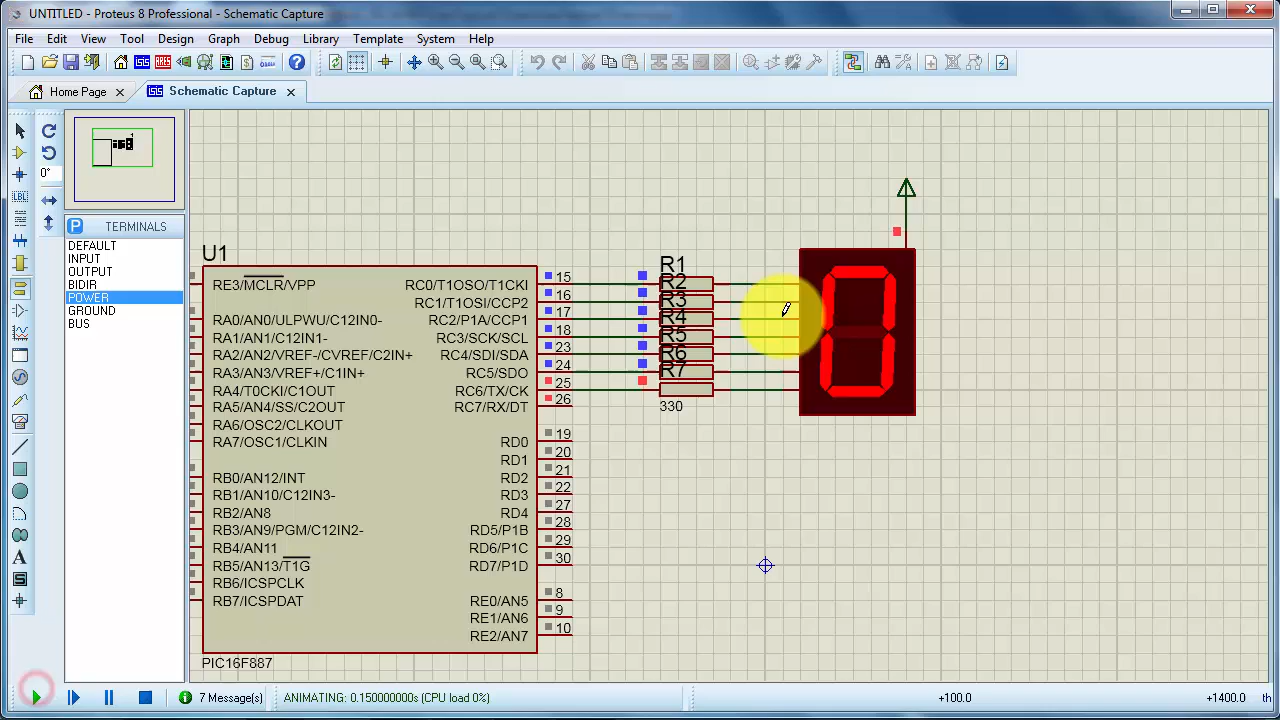 UNTITLED - Proteus 8 Professional - Schematic Capture
File Edit View Tool Design Graph Debug Library Template System Help
Home Page Schematic Capture
0°
P TERMINALS
DEFAULT
INPUT
OUTPUT
BIDIR
POWER
GROUND
BUS
U1
RE3/MCLR/VPP
RA0/AN0/ULPWU/C12IN0-
RA1/AN1/C12IN1-
RA2/AN2/VREF-/CVREF/C2IN+
RA3/AN3/VREF+/C1IN+
RA4/T0CKI/C1OUT
RA5/AN4/SS/C2OUT
RA6/OSC2/CLKOUT
RA7/OSC1/CLKIN
RB0/AN12/INT
RB1/AN10/C12IN3-
RB2/AN8
RB3/AN9/PGM/C12IN2-
RB4/AN11
RB5/AN13/T1G
RB6/ICSPCLK
RB7/ICSPDAT
RC0/T1OSO/T1CKI 15
RC1/T1OSI/CCP2 16
RC2/P1A/CCP1 17
RC3/SCK/SCL 18
RC4/SDI/SDA 23
RC5/SDO 24
RC6/TX/CK 25
RC7/RX/DT 26
RD0 19
RD1 20
RD2 21
RD3 22
RD4 27
RD5/P1B 28
RD6/P1C 29
RD7/P1D 30
RE0/AN5 8
RE1/AN6 9
RE2/AN7 10
PIC16F887
R1
R2
R3
R4
R5
R6
R7
330
0
7 Message(s) ANIMATING: 0.150000000s (CPU load 0%) +100.0 +1400.0 th